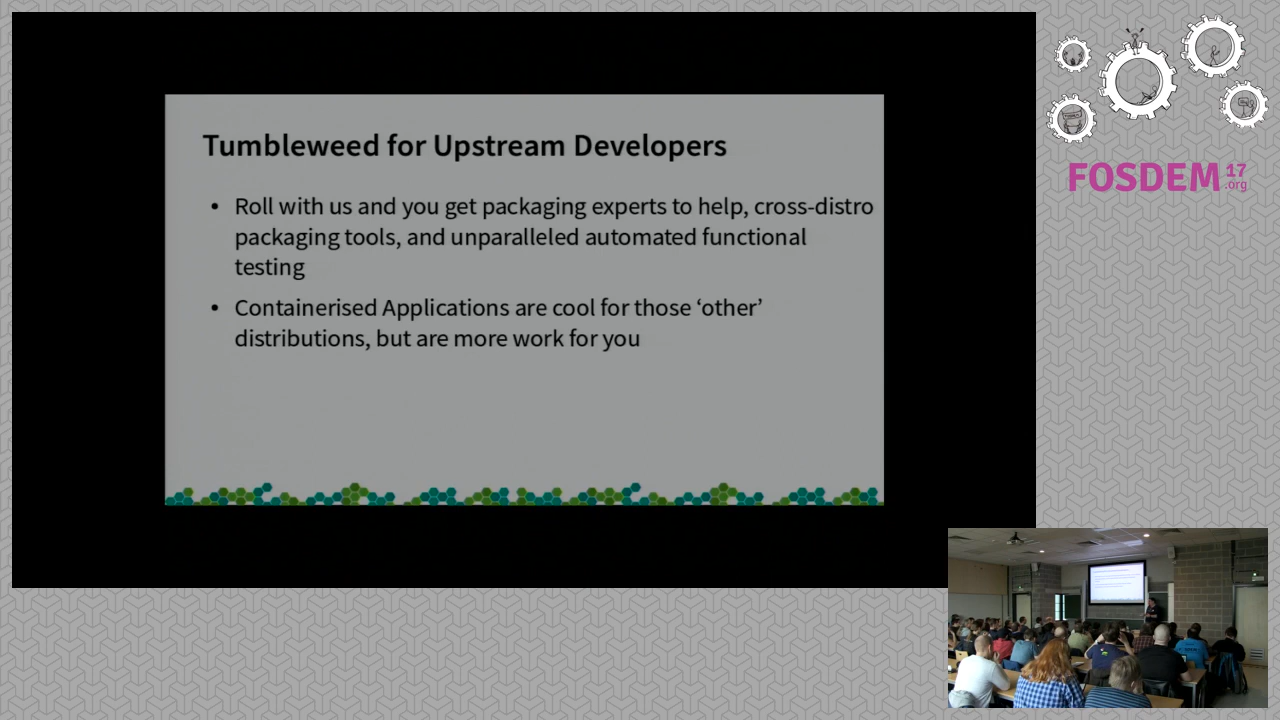 Tumbleweed for Upstream Developers
• Roll with us and you get packaging experts to help, cross-distro
packaging tools, and unparalleled automated functional
testing
• Containerised Applications are cool for those ‘other’
distributions, but are more work for you
FOSDEM 17
.org